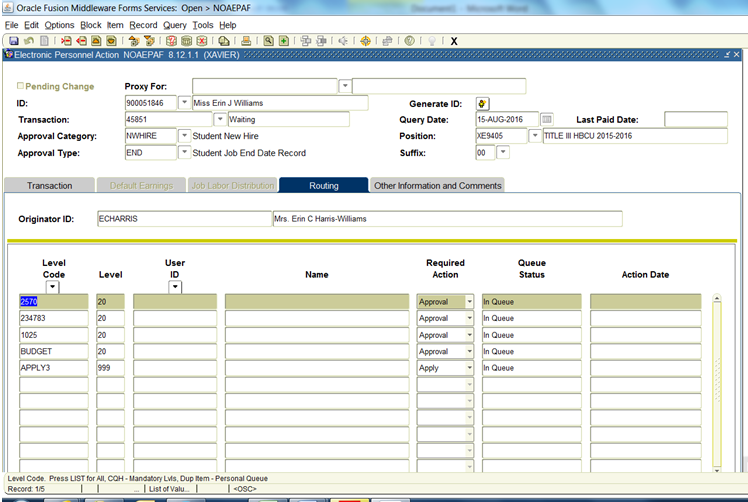 Oracle Fusion Middleware Forms Services: Open > NOAEPAF
File Edit Options Block Item Record Query Tools Help
X
Electronic Personnel Action NOAEPAF 8.12.1.1 (XAVIER)
Pending Change Proxy For:
ID: 900051846 Miss Erin J Williams Generate ID:
Transaction: 45851 Waiting Query Date: 15-AUG-2016 Last Paid Date:
Approval Category: NWHIRE Student New Hire Position: XE9405 TITLE III HBCU 2015-2016
Approval Type: END Student Job End Date Record Suffix: 00
Transaction Default Earnings Job Labor Distribution Routing Other Information and Comments
Originator ID: ECHARRIS Mrs. Erin C Harris-Williams
Level User Required Queue
Code Level ID Name Action Status Action Date
2570 20 Approval In Queue
234783 20 Approval In Queue
1025 20 Approval In Queue
BUDGET 20 Approval In Queue
APPLY3 999 Apply In Queue
Level Code. Press LIST for All, CQH - Mandatory Lvls, Dup Item - Personal Queue
Record: 1/5 ... List of Valu... <OSC>